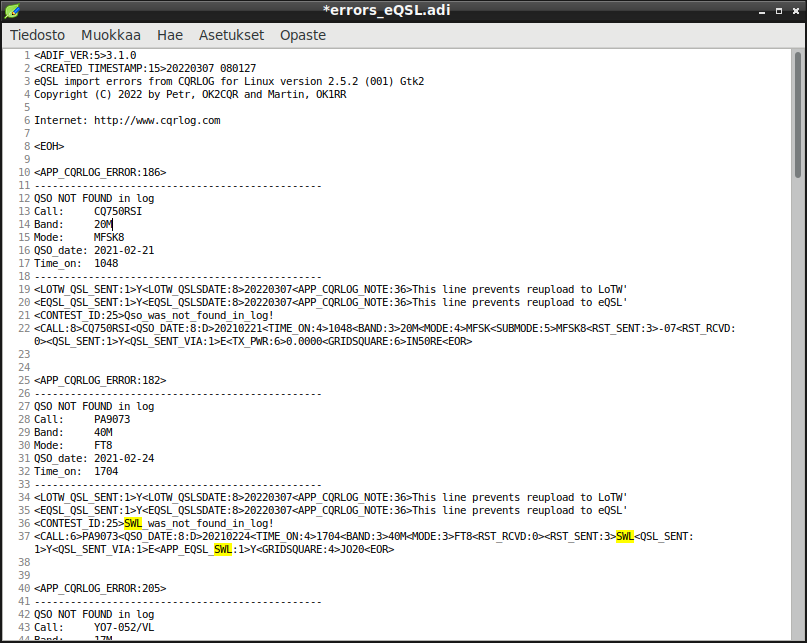 *errors_eQSL.adi
Tiedosto Muokkaa Hae Asetukset Opaste
1 <ADIF_VER:5>3.1.0
2 <CREATED_TIMESTAMP:15>20220307 080127
3 eQSL import errors from CQRLOG for Linux version 2.5.2 (001) Gtk2
4 Copyright (C) 2022 by Petr, OK2CQR and Martin, OK1RR
5
6 Internet: http://www.cqrlog.com
7
8 <EOH>
9
10 <APP_CQRLOG_ERROR:186>
11 ------------------------------------------------
12 QSO NOT FOUND in log
13 Call:     CQ750RSI
14 Band:     20M
15 Mode:     MFSK8
16 QSO_date: 2021-02-21
17 Time_on:  1048
18 ------------------------------------------------
19 <LOTW_QSL_SENT:1>Y<LOTW_QSLSDATE:8>20220307<APP_CQRLOG_NOTE:36>This line prevents reupload to LoTW'
20 <EQSL_QSL_SENT:1>Y<EQSL_QSLSDATE:8>20220307<APP_CQRLOG_NOTE:36>This line prevents reupload to eQSL'
21 <CONTEST_ID:25>Qso_was_not_found_in_log!
22 <CALL:8>CQ750RSI<QSO_DATE:8:D>20210221<TIME_ON:4>1048<BAND:3>20M<MODE:4>MFSK<SUBMODE:5>MFSK8<RST_SENT:3>-07<RST_RCVD:
0><QSL_SENT:1>Y<QSL_SENT_VIA:1>E<TX_PWR:6>0.0000<GRIDSQUARE:6>IN50RE<EOR>
23
24
25 <APP_CQRLOG_ERROR:182>
26 ------------------------------------------------
27 QSO NOT FOUND in log
28 Call:     PA9073
29 Band:     40M
30 Mode:     FT8
31 QSO_date: 2021-02-24
32 Time_on:  1704
33 ------------------------------------------------
34 <LOTW_QSL_SENT:1>Y<LOTW_QSLSDATE:8>20220307<APP_CQRLOG_NOTE:36>This line prevents reupload to LoTW'
35 <EQSL_QSL_SENT:1>Y<EQSL_QSLSDATE:8>20220307<APP_CQRLOG_NOTE:36>This line prevents reupload to eQSL'
36 <CONTEST_ID:25>SWL_was_not_found_in_log!
37 <CALL:6>PA9073<QSO_DATE:8:D>20210224<TIME_ON:4>1704<BAND:3>40M<MODE:3>FT8<RST_RCVD:0><RST_SENT:3>SWL<QSL_SENT:
1>Y<QSL_SENT_VIA:1>E<APP_EQSL_SWL:1>Y<GRIDSQUARE:4>JO20<EOR>
38
39
40 <APP_CQRLOG_ERROR:205>
41 ------------------------------------------------
42 QSO NOT FOUND in log
43 Call:     YO7-052/VL
44 Band:     17M